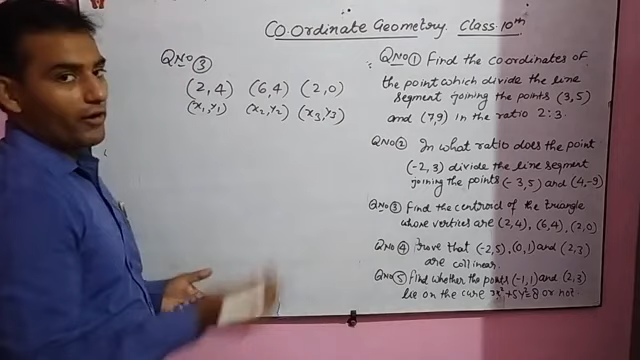 CO-Ordinate Geometry. Class-10th
QNO ③
(2,4) (6,4) (2,0)
(x1,y1) (x2,y2) (x3,y3)
QNO ① Find the coordinates of
the point which divide the line
segment joining the points (3,5)
and (7,9) in the ratio 2:3.
QNO ② In what ratio does the point
(-2,3) divide the line segment
joining the points (-3,5) and (4,-9)
QNO ③ Find the centroid of the triangle
whose vertices are (2,4), (6,4), (2,0)
QNO ④ Prove that (-2,5), (0,1) and (2,3)
are collinear.
QNO ⑤ Find whether the points (-1,1) and (2,3)
lie on the cure +5y²=8 or not.